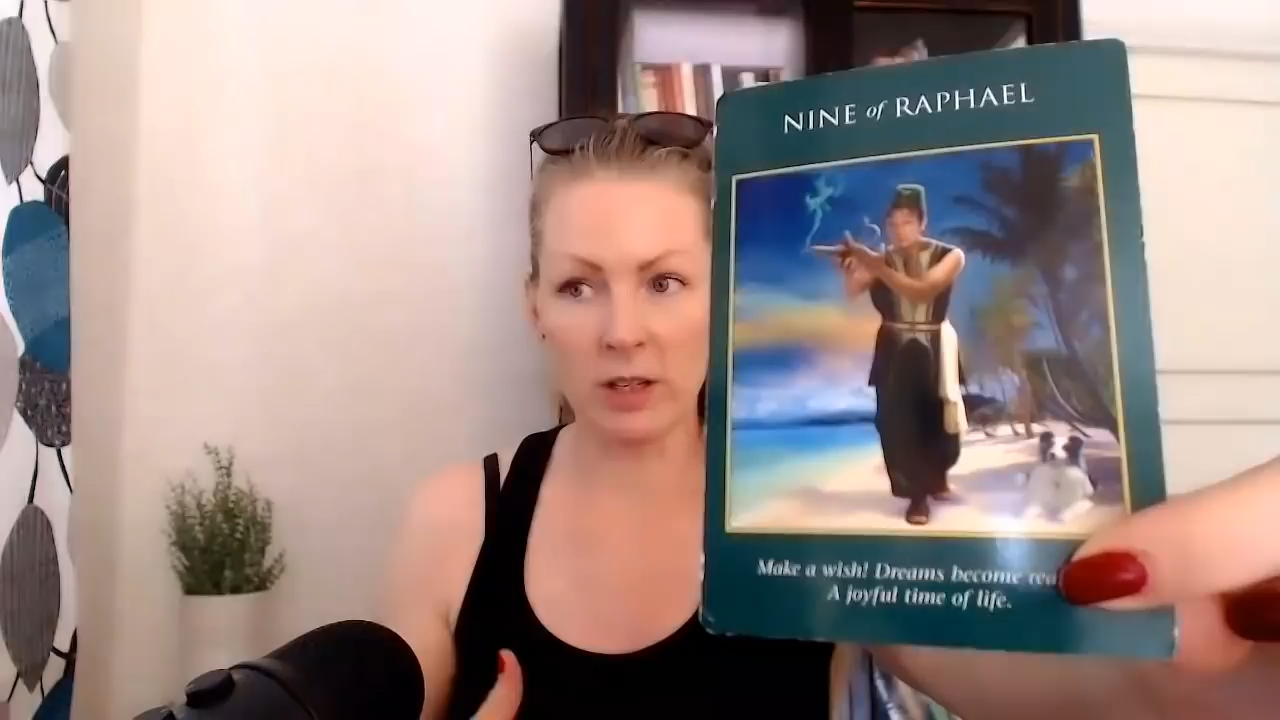 NINE of RAPHAEL
Make a wish! Dreams become
A joyful time of life.